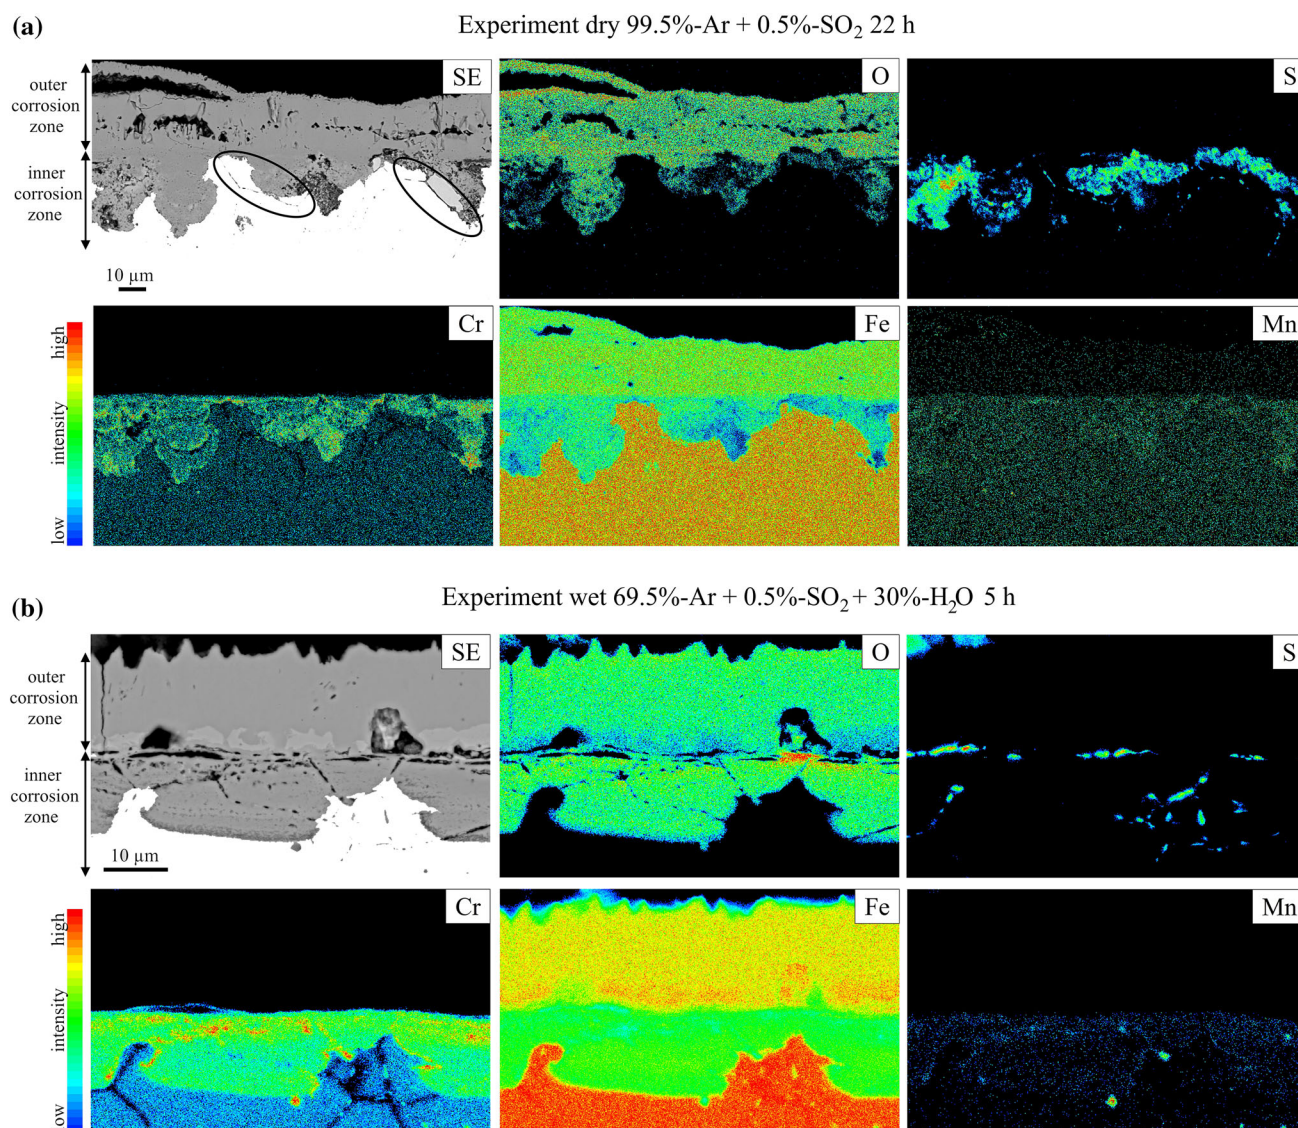 (a)
Experiment dry 99.5%-Ar + 0.5%-SO₂ 22 h
outer
corrosion
zone
inner
corrosion
zone
SE
O
S
10 µm
high
intensity
low
Cr
Fe
Mn
(b)
Experiment wet 69.5%-Ar + 0.5%-SO₂ + 30%-H₂O 5 h
outer
corrosion
zone
inner
corrosion
zone
SE
O
S
10 µm
high
intensity
low
Cr
Fe
Mn